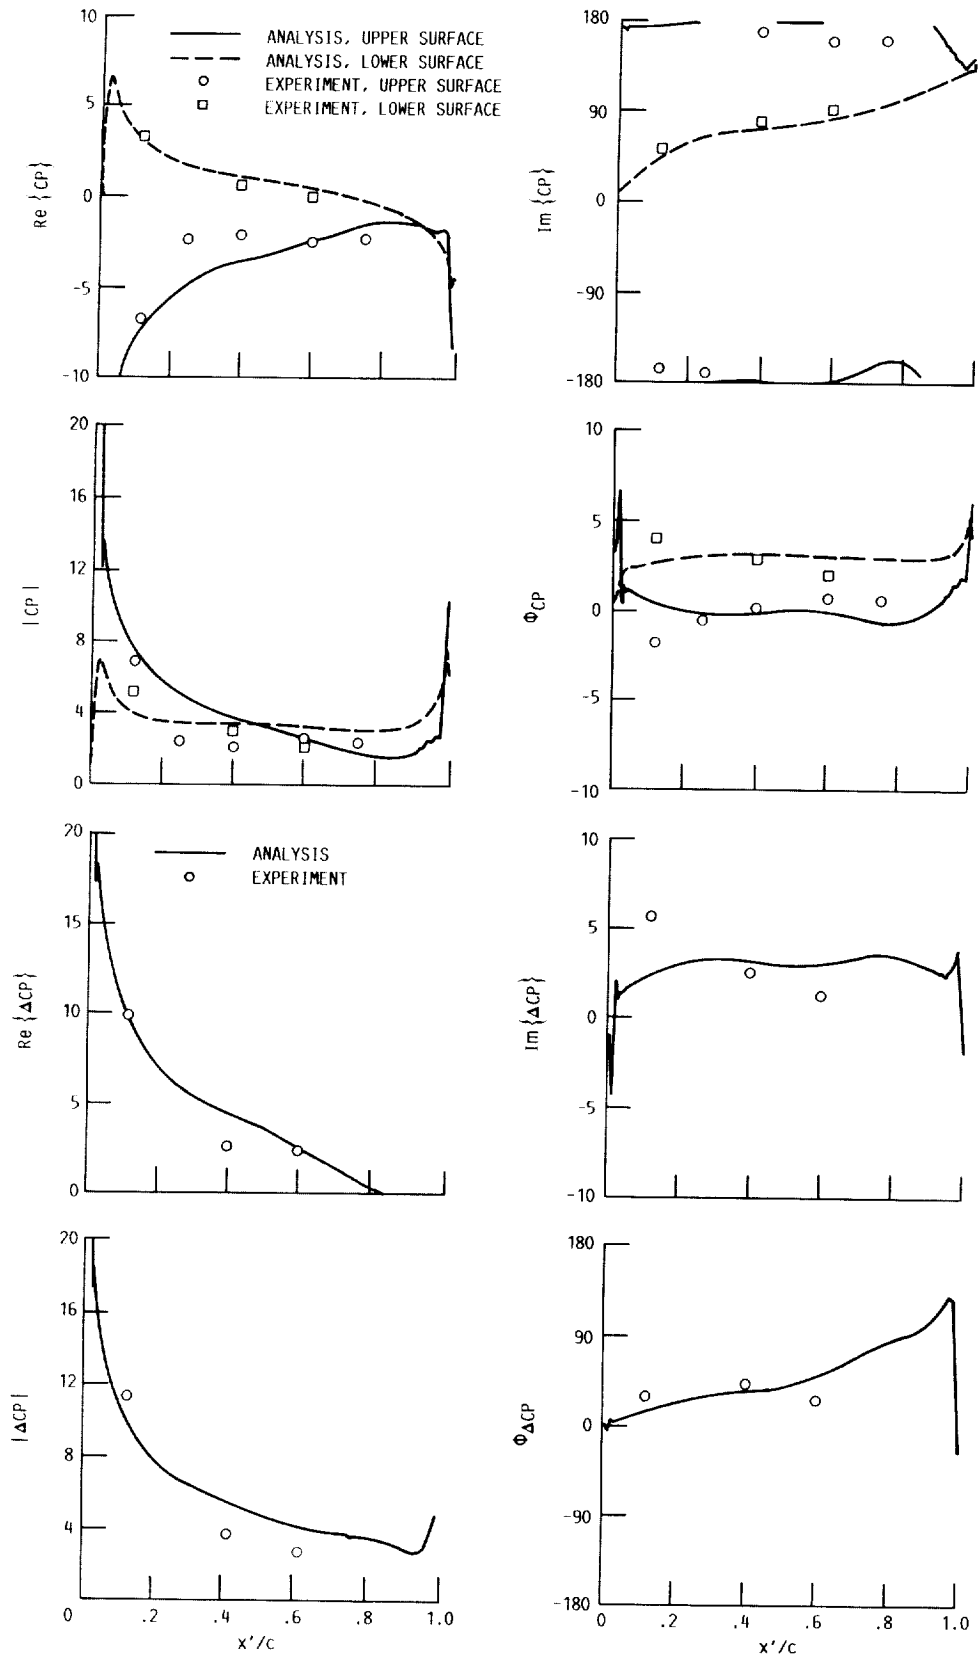 10
5
0
-5
-10
Re {CP}
ANALYSIS, UPPER SURFACE
ANALYSIS, LOWER SURFACE
EXPERIMENT, UPPER SURFACE
EXPERIMENT, LOWER SURFACE
180
90
0
-90
-180
Im {CP}
20
16
12
8
4
0
|CP|
10
5
0
-5
-10
ΦCP
20
15
10
5
0
Re {ΔCP}
ANALYSIS
EXPERIMENT
10
5
0
-5
-10
Im {ΔCP}
20
16
12
8
4
0 .2 .4 .6 .8 1.0
|ΔCP|
x'/c
180
90
0
-90
-180
0 .2 .4 .6 .8 1.0
ΦΔCP
x'/c